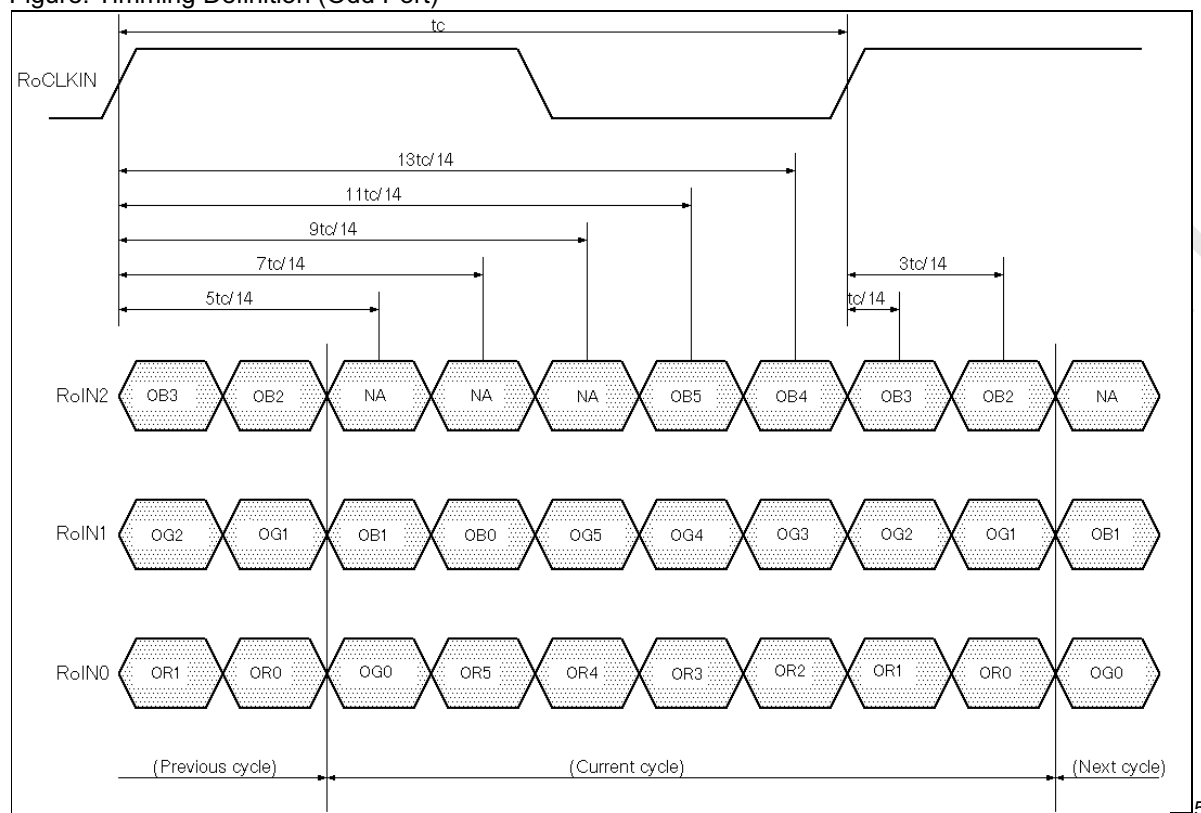 Figure: Timming Definition (Odd Port)
tc
RoCLKIN
13tc/14
11tc/14
9tc/14
7tc/14
3tc/14
5tc/14
tc/14
RoIN2 OB3 OB2 NA NA NA OB5 OB4 OB3 OB2 NA
RoIN1 OG2 OG1 OB1 OB0 OG5 OG4 OG3 OG2 OG1 OB1
RoIN0 OR1 OR0 OG0 OR5 OR4 OR3 OR2 OR1 OR0 OG0
(Previous cycle) (Current cycle) (Next cycle)